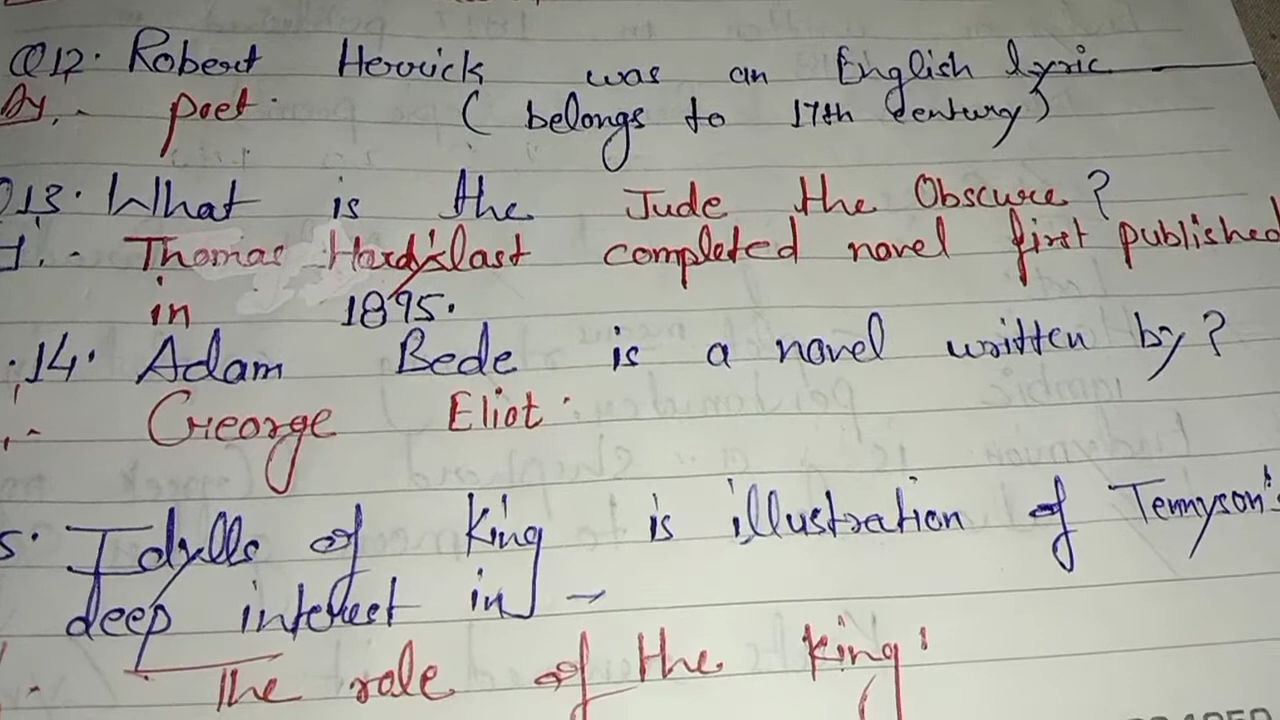 Q12. Robert Herrick was an English lyric
poet. (belongs to 17th Century)
Q13. What is the Jude the Obscure?
Thomas Hardy's last completed novel first published
in 1895.
.14. Adam Bede is a novel written by?
George Eliot.
5. Idylls of King is illustration of Tennyson's
deep interest in -
The role of the king.